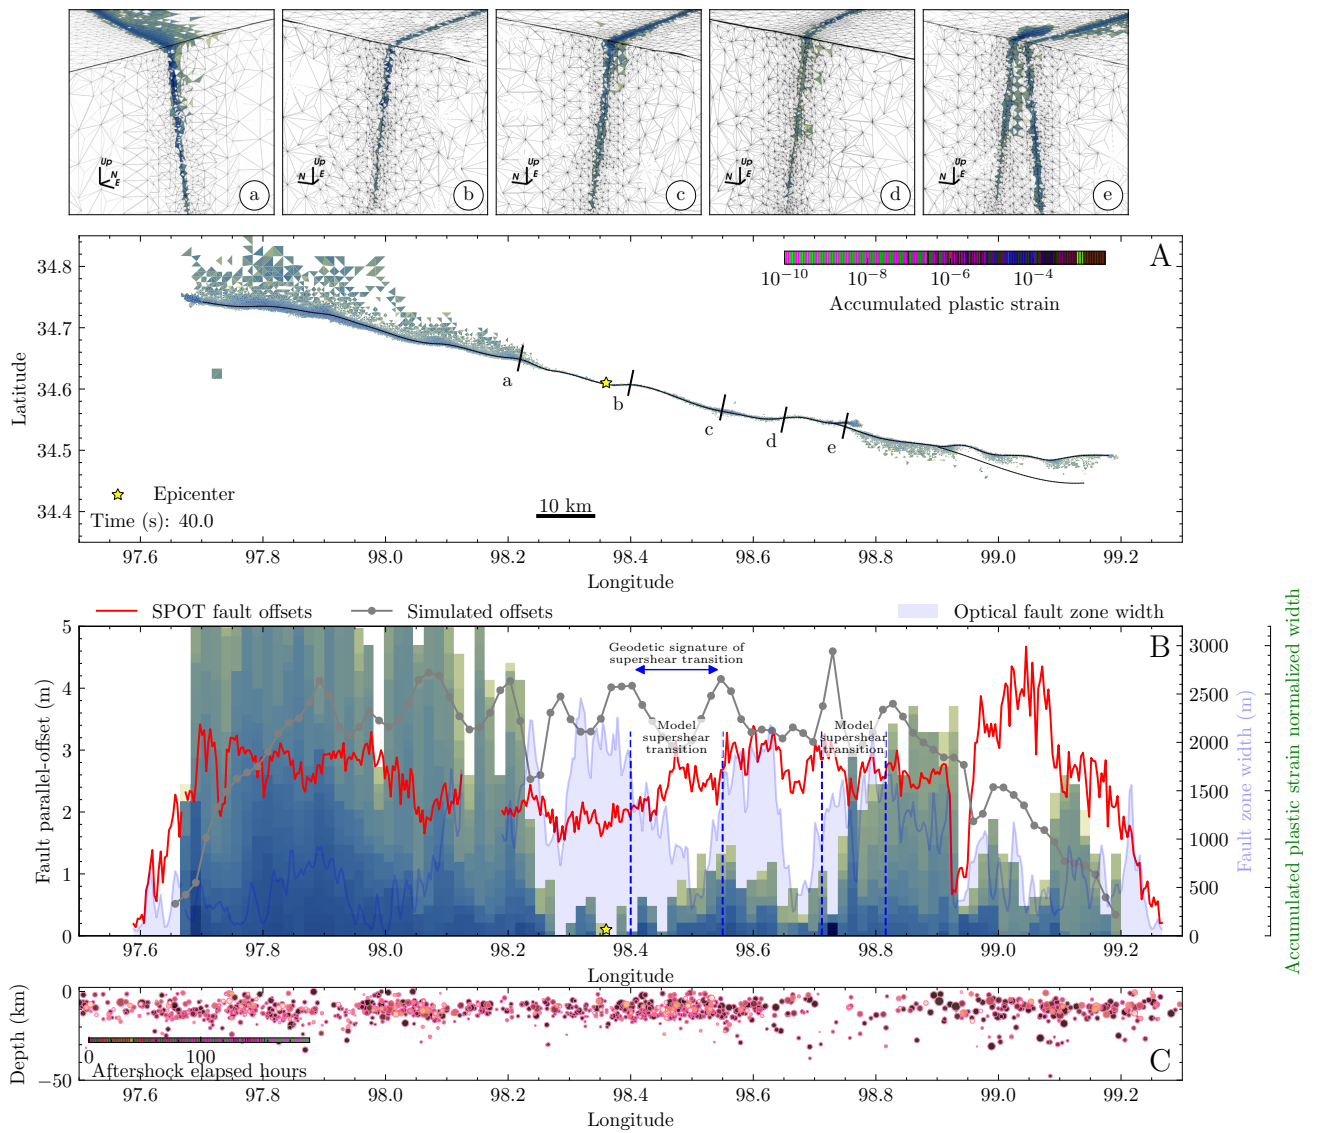 Up
N
E
a
Up
N
E
b
Up
N
E
c
Up
N
E
d
Up
N
E
e
A
34.8
34.7
34.6
34.5
34.4
Latitude
10⁻¹⁰ 10⁻⁸ 10⁻⁶ 10⁻⁴
Accumulated plastic strain
a
b
c
d
e
Epicenter
Time (s): 40.0
10 km
97.6 97.8 98.0 98.2 98.4 98.6 98.8 99.0 99.2
Longitude
SPOT fault offsets
Simulated offsets
Optical fault zone width
B
5
4
3
2
1
0
Fault parallel-offset (m)
Geodetic signature of
supershear transition
Model
supershear
transition
Model
supershear
transition
3000
2500
2000
1500
1000
500
0
Fault zone width (m)
Accumulated plastic strain normalized width
97.6 97.8 98.0 98.2 98.4 98.6 98.8 99.0 99.2
Longitude
0
−50
Depth (km)
0 100
Aftershock elapsed hours
C
97.6 97.8 98.0 98.2 98.4 98.6 98.8 99.0 99.2
Longitude